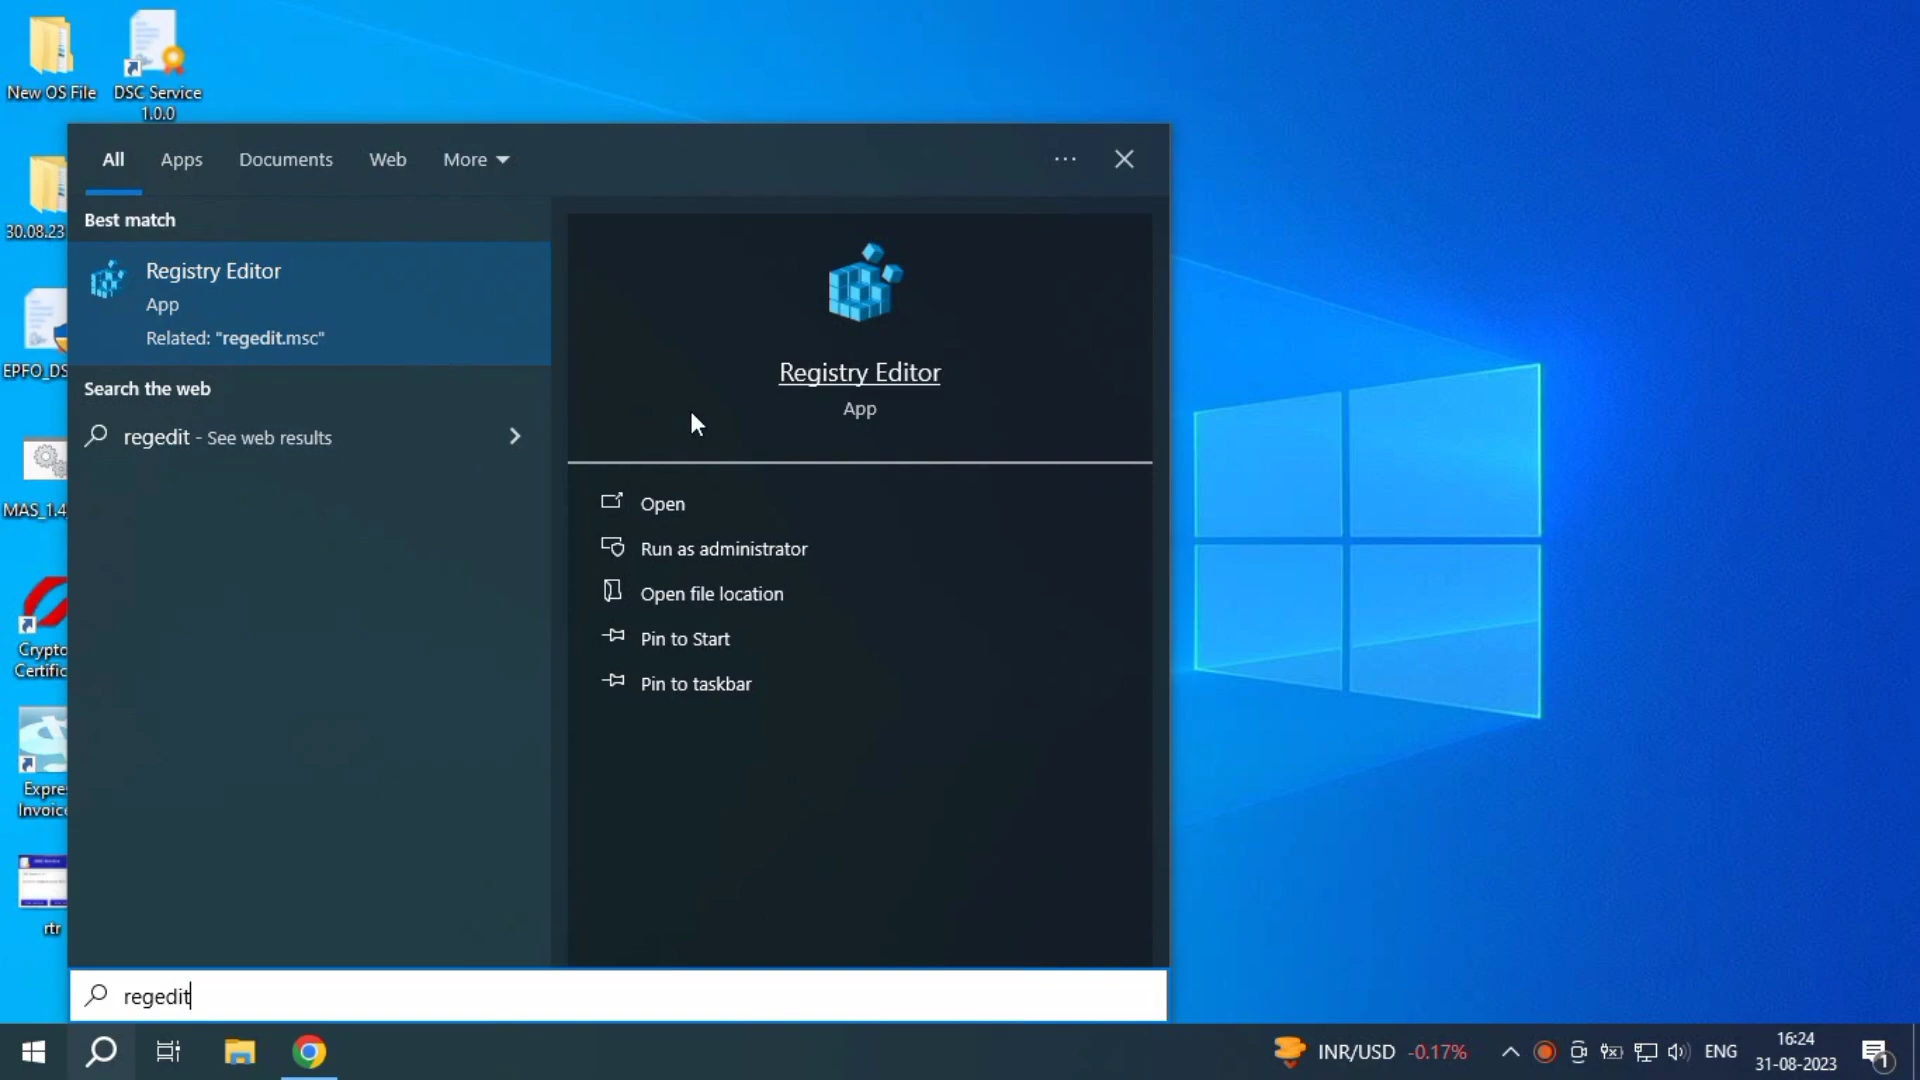 New OS File
DSC Service
1.0.0
30.08.23
EPFO_DS
MAS_1.4
Crypto
Certific
Expre
Invoice
rtr
All
Apps
Documents
Web
More
Best match
Registry Editor
App
Related: "regedit.msc"
Search the web
regedit - See web results
Registry Editor
App
Open
Run as administrator
Open file location
Pin to Start
Pin to taskbar
regedit
INR/USD -0.17%
ENG
16:24
31-08-2023
1